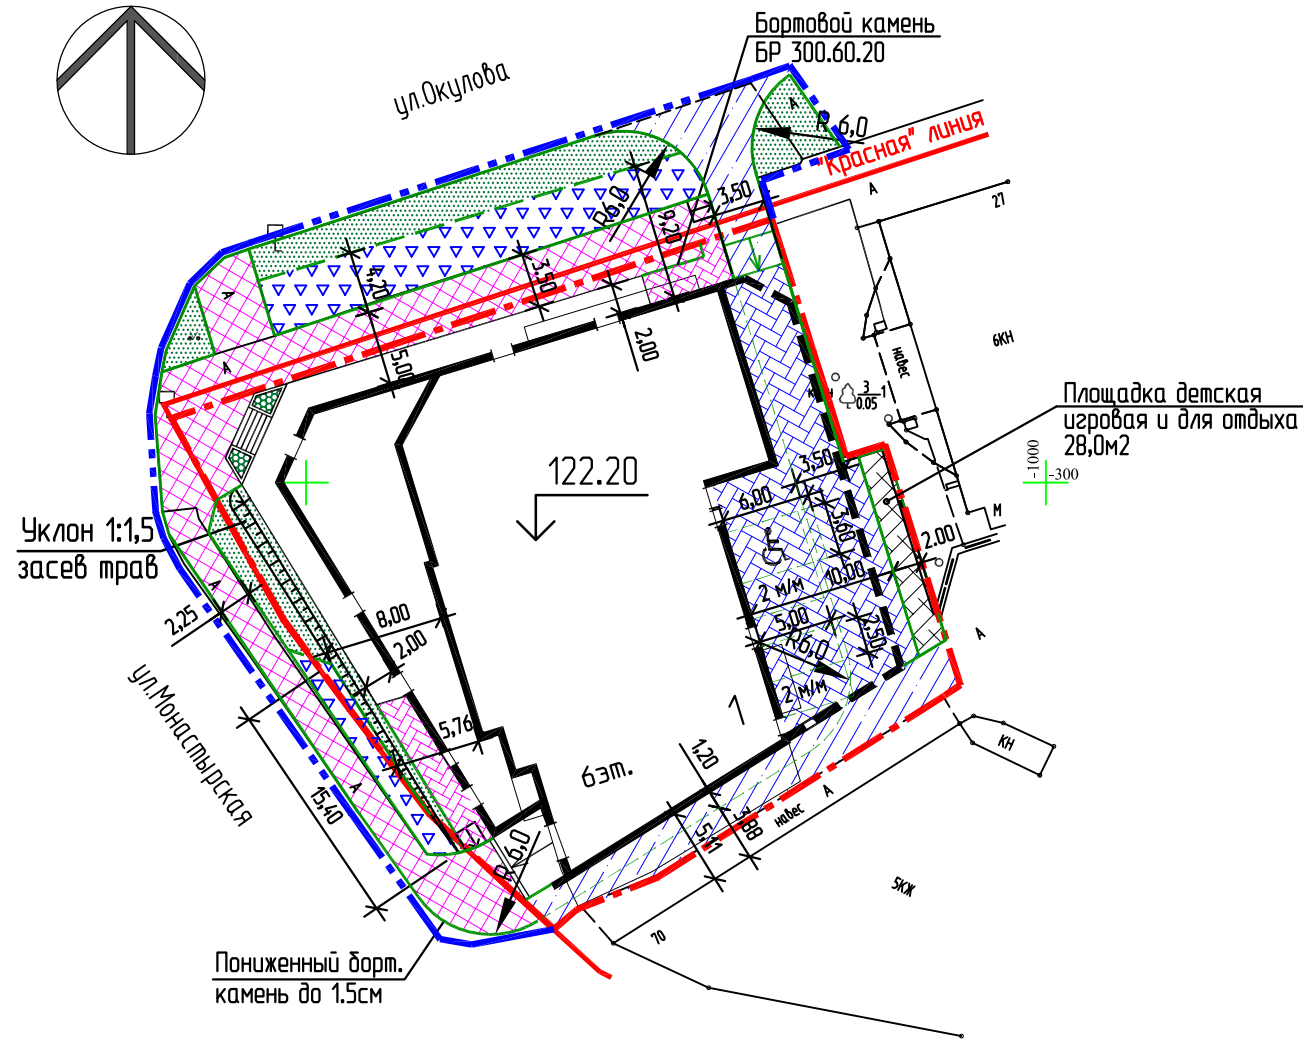 Бортовой камень
БР 300.60.20
ул.Окулова
А
R 6,0
"Красная" линия
А
27
3,50
R6,0
9,20
4,20
3,50
5,00
2,00
А
А
6КН
навес
3
0.05
1
Площадка детская
игровая и для отдыха
28,0м2
-1000
-300
122.20
3,50
6,00
3,60
М
2.00
10,00
2 м/м
5,00
2,50
R6,0
2 м/м
Уклон 1:1,5
засев трав
А
2,25
8,00
2,00
5,76
ул.Монастырская
15,40
А
1
6эт.
1,20
5,11
3,88
навес
А
КН
А
5КЖ
70
R 6,0
Пониженный борт.
камень до 1.5см